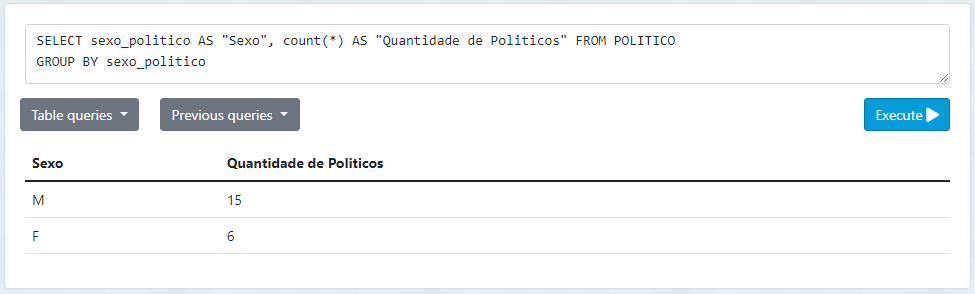 SELECT sexo_politico AS "Sexo", count(*) AS "Quantidade de Politicos" FROM POLITICO
GROUP BY sexo_politico
Table queries Previous queries Execute
Sexo Quantidade de Politicos
M 15
F 6